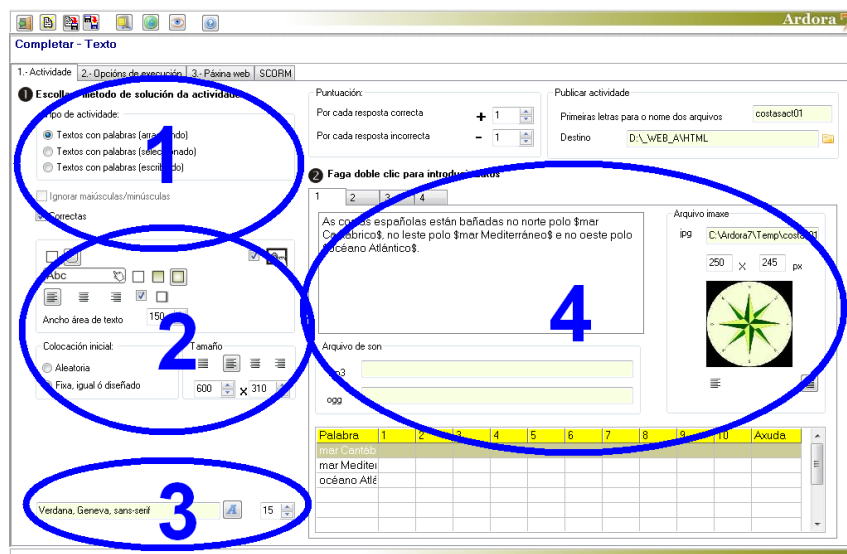 Ardora 7
Completar - Texto
1.- Actividade 2.- Opcións de execución 3.- Páxina web SCORM
1 Escolla método de solución da actividade
Tipo de actividade:
Textos con palabras (arrastrando)
Textos con palabras (seleccionado)
Textos con palabras (escribindo)
Ignorar maiúsculas/minúsculas
Correctas
1
Abc
Ancho área de texto 150
Colocación inicial:
Aleatoria
Fixa, igual ó diseñado
Tamaño
600 x 310
2
Verdana, Geneva, sans-serif A 15
3
Puntuación:
Por cada resposta correcta + 1
Por cada resposta incorrecta - 1
Publicar actividade
Primeiras letras para o nome dos arquivos costasact01
Destino D:\_WEB_A\HTML
2 Faga doble clic para introducir datos
1 2 3 4
As costas españolas están bañadas no norte polo $mar
Cantábrico$, no leste polo $mar Mediterráneo$ e no oeste polo
$océano Atlántico$.
Arquivo imaxe
jpg C:\Ardora7\Temp\costas01
250 x 245 px
Arquivo de son
mp3
ogg
4
Palabra 1 2 3 4 5 6 7 8 9 10 Axuda
mar Cantáb
mar Mediter
océano Atlá